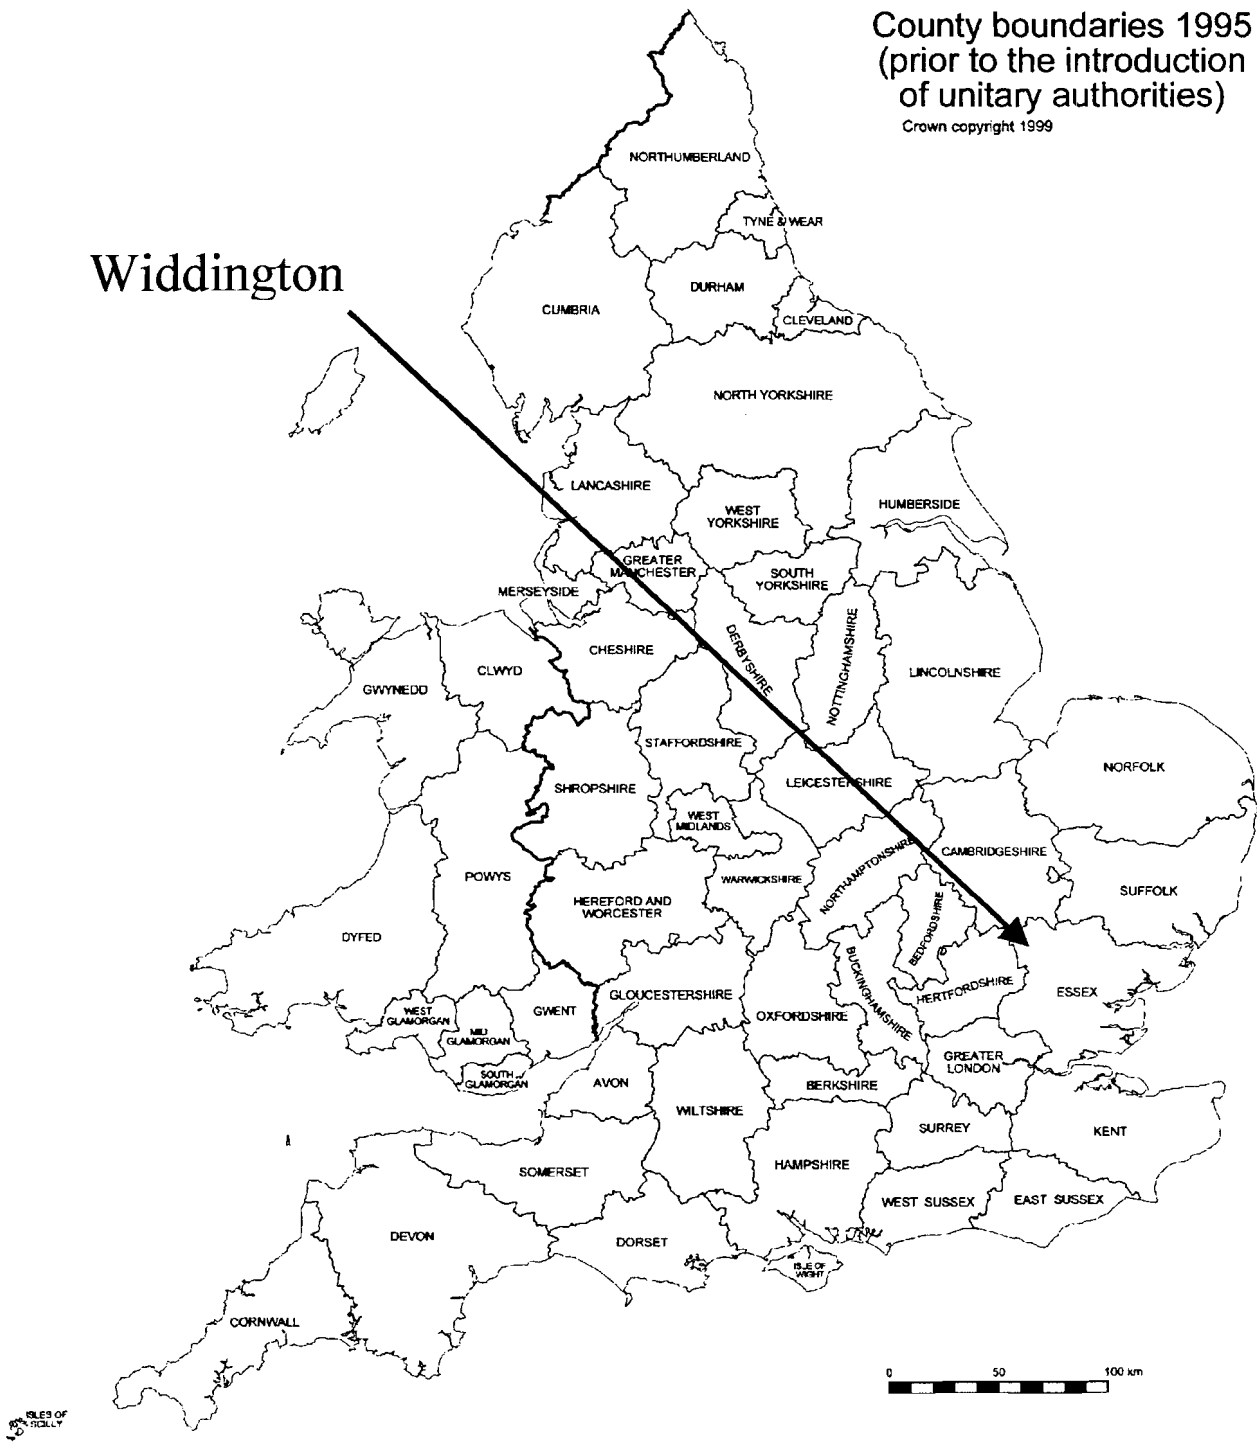 County boundaries 1995
(prior to the introduction
of unitary authorities)
Crown copyright 1999
NORTHUMBERLAND
TYNE & WEAR
Widdington
DURHAM
CUMBRIA
CLEVELAND
NORTH YORKSHIRE
LANCASHIRE
HUMBERSIDE
WEST
YORKSHIRE
GREATER
MANCHESTER
SOUTH
YORKSHIRE
MERSEYSIDE
CHESHIRE
DERBYSHIRE
NOTTINGHAMSHIRE
LINCOLNSHIRE
CLWYD
GWYNEDD
STAFFORDSHIRE
NORFOLK
SHROPSHIRE
LEICESTERSHIRE
WEST
MIDLANDS
CAMBRIDGESHIRE
NORTHAMPTONSHIRE
POWYS
WARWICKSHIRE
SUFFOLK
HEREFORD AND
WORCESTER
BEDFORDSHIRE
DYFED
BUCKINGHAMSHIRE
GLOUCESTERSHIRE
HERTFORDSHIRE
ESSEX
WEST
GLAMORGAN
GWENT
OXFORDSHIRE
MID
GLAMORGAN
GREATER
LONDON
SOUTH
GLAMORGAN
AVON
BERKSHIRE
WILTSHIRE
SURREY
KENT
SOMERSET
HAMPSHIRE
WEST SUSSEX
EAST SUSSEX
DEVON
DORSET
ISLE OF
WIGHT
CORNWALL
0 50 100 km
ISLES OF
SCILLY